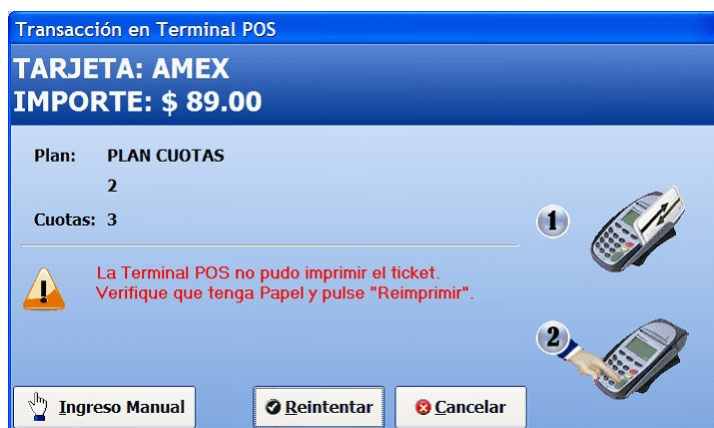 Transacción en Terminal POS
TARJETA: AMEX
IMPORTE: $ 89.00
Plan: PLAN CUOTAS
2
Cuotas: 3
1
La Terminal POS no pudo imprimir el ticket.
Verifique que tenga Papel y pulse "Reimprimir".
2
Ingreso Manual Reintentar Cancelar